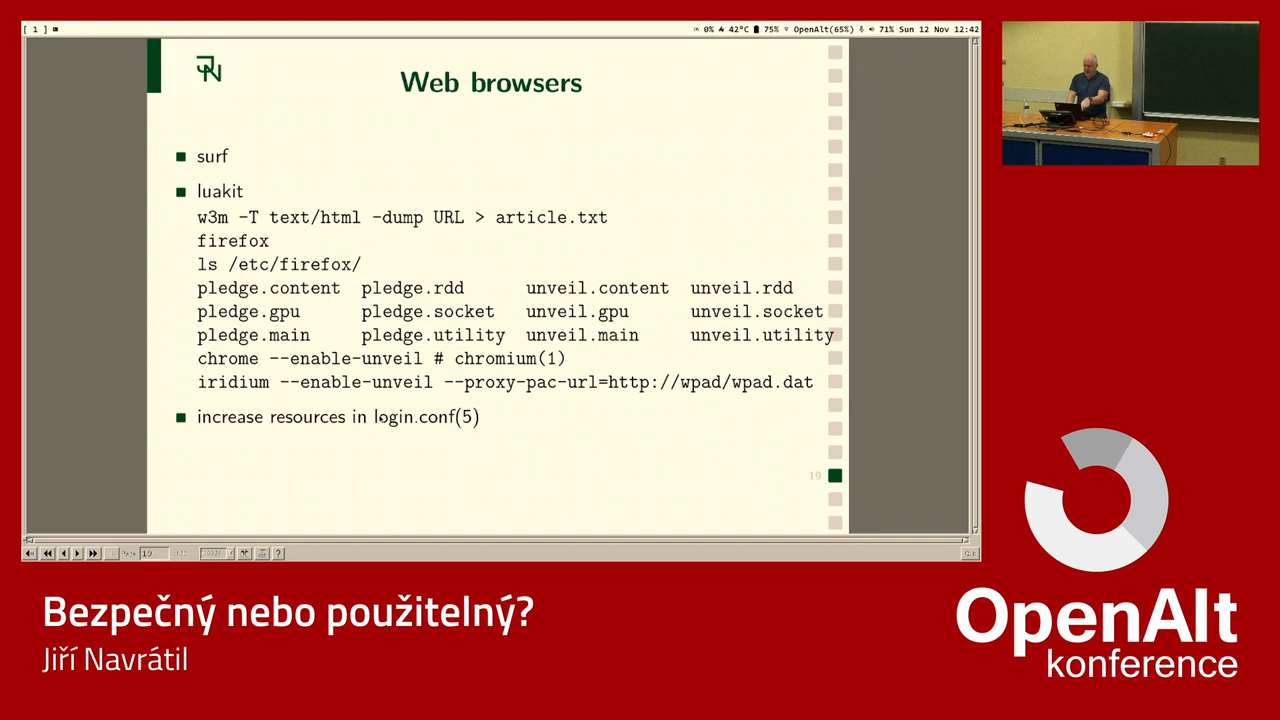 [ 1 ]
0% 42°C 75% OpenAlt(65%) 71% Sun 12 Nov 12:42
Web browsers
surf
luakit
w3m -T text/html -dump URL > article.txt
firefox
ls /etc/firefox/
pledge.content pledge.rdd unveil.content unveil.rdd
pledge.gpu pledge.socket unveil.gpu unveil.socket
pledge.main pledge.utility unveil.main unveil.utility
chrome --enable-unveil # chromium(1)
iridium --enable-unveil --proxy-pac-url=http://wpad/wpad.dat
increase resources in login.conf(5)
19
Page 19
?
Bezpečný nebo použitelný?
Jiří Navrátil
OpenAlt
konference